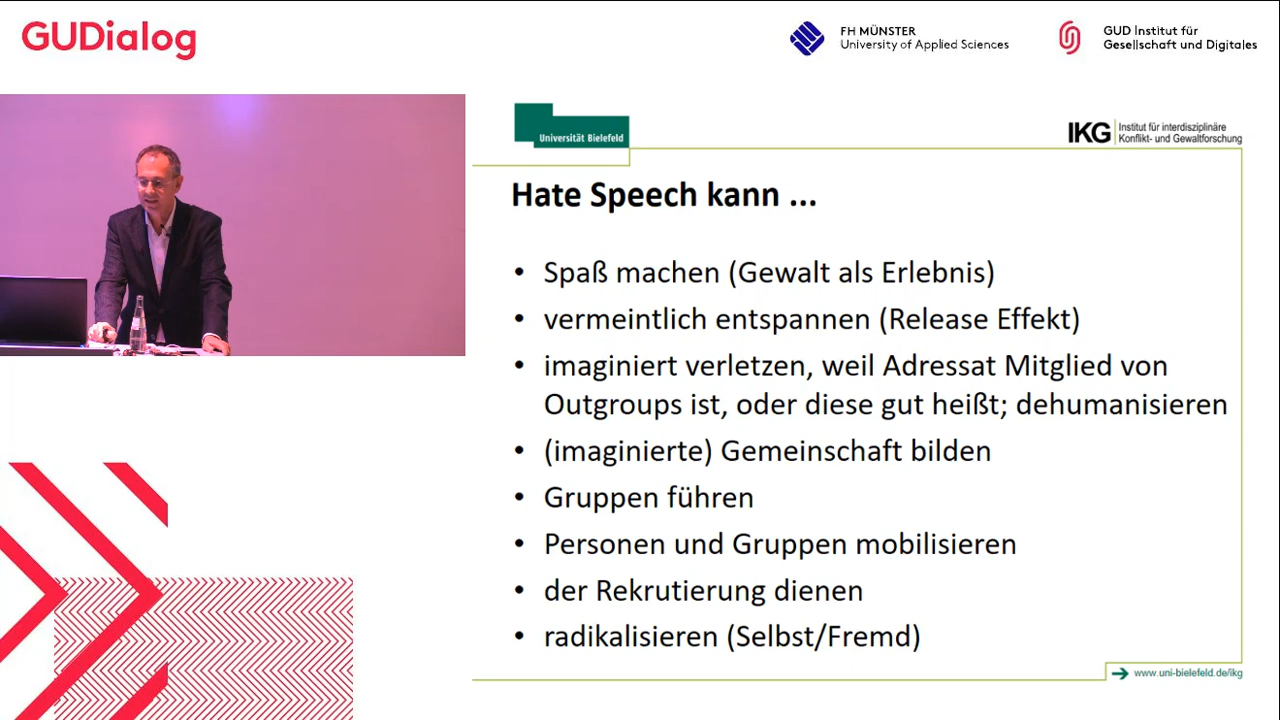 GUDialog
FH MÜNSTER
University of Applied Sciences
GUD Institut für
Gesellschaft und Digitales
Universität Bielefeld
IKG
Institut für interdisziplinäre
Konflikt- und Gewaltforschung
Hate Speech kann ...
• Spaß machen (Gewalt als Erlebnis)
• vermeintlich entspannen (Release Effekt)
• imaginiert verletzen, weil Adressat Mitglied von
Outgroups ist, oder diese gut heißt; dehumanisieren
• (imaginierte) Gemeinschaft bilden
• Gruppen führen
• Personen und Gruppen mobilisieren
• der Rekrutierung dienen
• radikalisieren (Selbst/Fremd)
www.uni-bielefeld.de/ikg